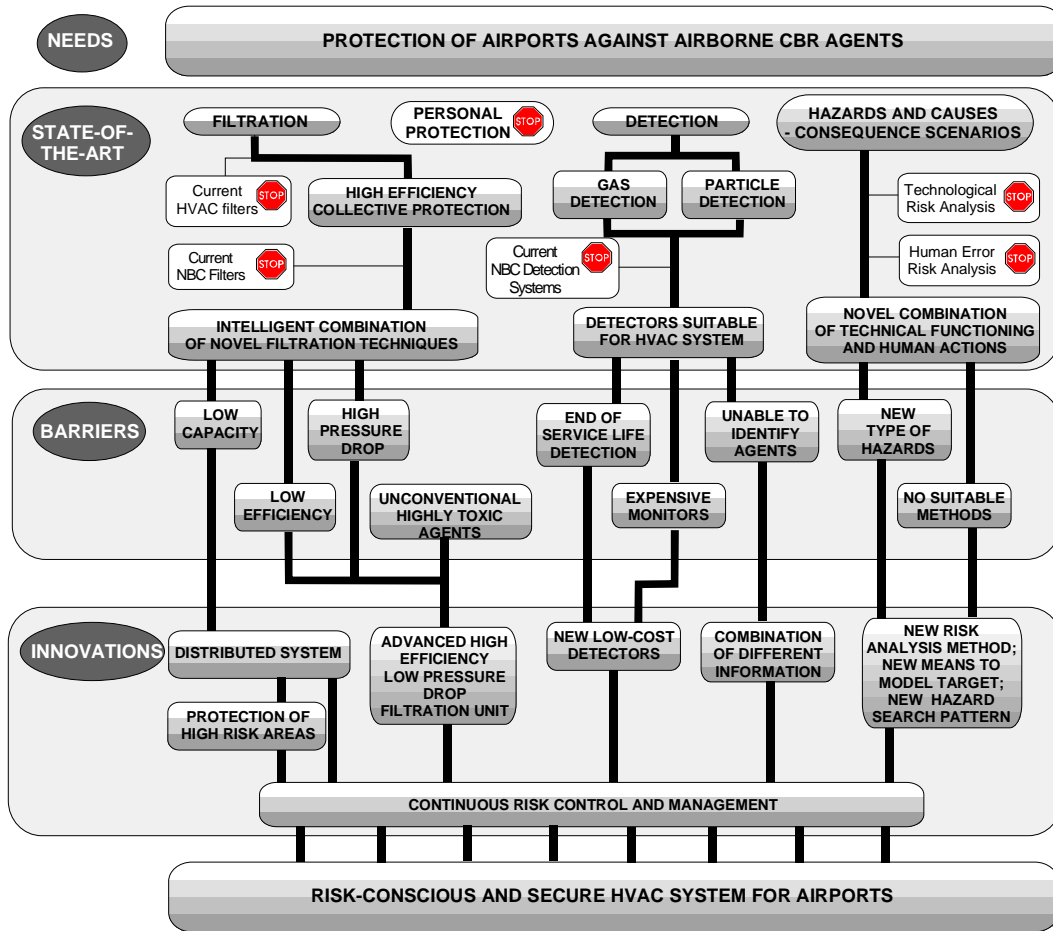 NEEDS
PROTECTION OF AIRPORTS AGAINST AIRBORNE CBR AGENTS
STATE-OF-
THE-ART
FILTRATION
PERSONAL
PROTECTION
STOP
DETECTION
HAZARDS AND CAUSES
- CONSEQUENCE SCENARIOS
Current
HVAC filters
STOP
HIGH EFFICIENCY
COLLECTIVE PROTECTION
GAS
DETECTION
PARTICLE
DETECTION
Technological
Risk Analysis
STOP
Current
NBC Filters
STOP
Current
NBC Detection
Systems
STOP
Human Error
Risk Analysis
STOP
INTELLIGENT COMBINATION
OF NOVEL FILTRATION TECHNIQUES
DETECTORS SUITABLE
FOR HVAC SYSTEM
NOVEL COMBINATION
OF TECHNICAL FUNCTIONING
AND HUMAN ACTIONS
BARRIERS
LOW
CAPACITY
HIGH
PRESSURE
DROP
END OF
SERVICE LIFE
DETECTION
UNABLE TO
IDENTIFY
AGENTS
NEW
TYPE OF
HAZARDS
LOW
EFFICIENCY
UNCONVENTIONAL
HIGHLY TOXIC
AGENTS
EXPENSIVE
MONITORS
NO SUITABLE
METHODS
INNOVATIONS
DISTRIBUTED SYSTEM
ADVANCED HIGH
EFFICIENCY
LOW PRESSURE
DROP
FILTRATION UNIT
NEW LOW-COST
DETECTORS
COMBINATION
OF DIFFERENT
INFORMATION
NEW RISK
ANALYSIS METHOD;
NEW MEANS TO
MODEL TARGET;
NEW HAZARD
SEARCH PATTERN
PROTECTION OF
HIGH RISK AREAS
CONTINUOUS RISK CONTROL AND MANAGEMENT
RISK-CONSCIOUS AND SECURE HVAC SYSTEM FOR AIRPORTS